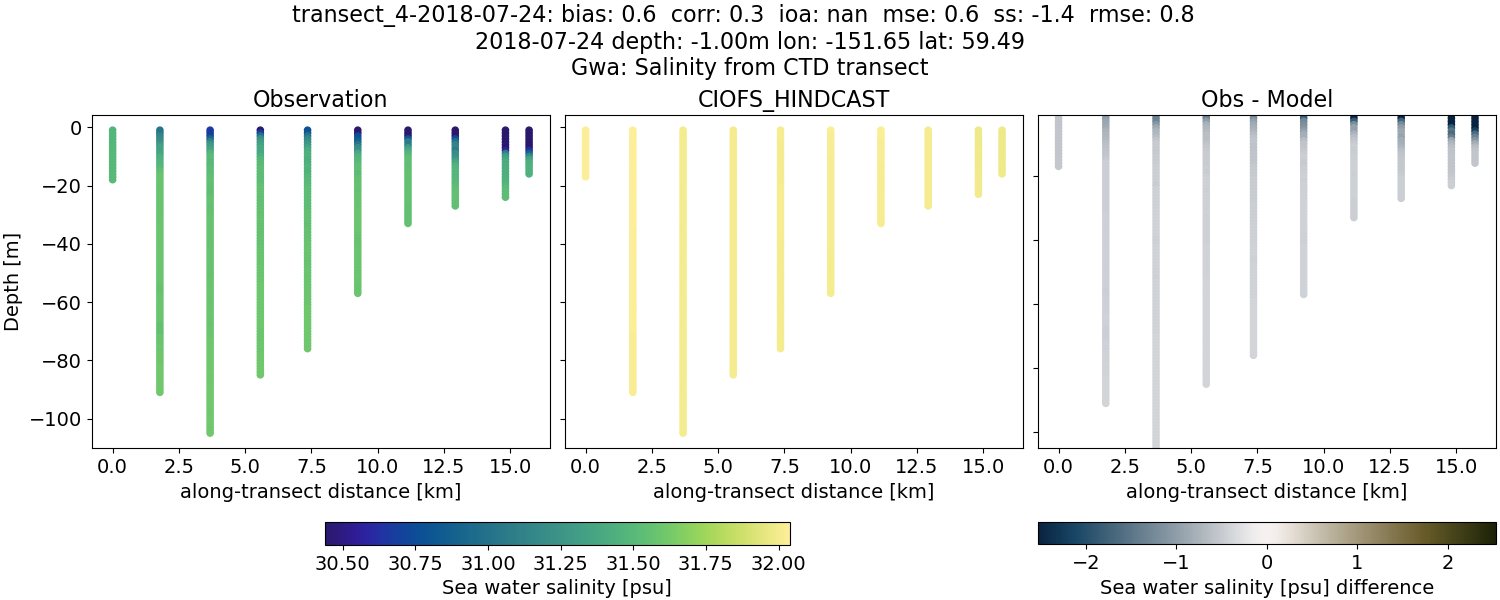 transect_4-2018-07-24: bias: 0.6  corr: 0.3  ioa: nan  mse: 0.6  ss: -1.4  rmse: 0.8
2018-07-24 depth: -1.00m lon: -151.65 lat: 59.49
Gwa: Salinity from CTD transect
Observation
CIOFS_HINDCAST
Obs - Model
Depth [m]
0
−20
−40
−60
−80
−100
0.0 2.5 5.0 7.5 10.0 12.5 15.0
0.0 2.5 5.0 7.5 10.0 12.5 15.0
0.0 2.5 5.0 7.5 10.0 12.5 15.0
along-transect distance [km]
along-transect distance [km]
along-transect distance [km]
30.50 30.75 31.00 31.25 31.50 31.75 32.00
Sea water salinity [psu]
−2 −1 0 1 2
Sea water salinity [psu] difference